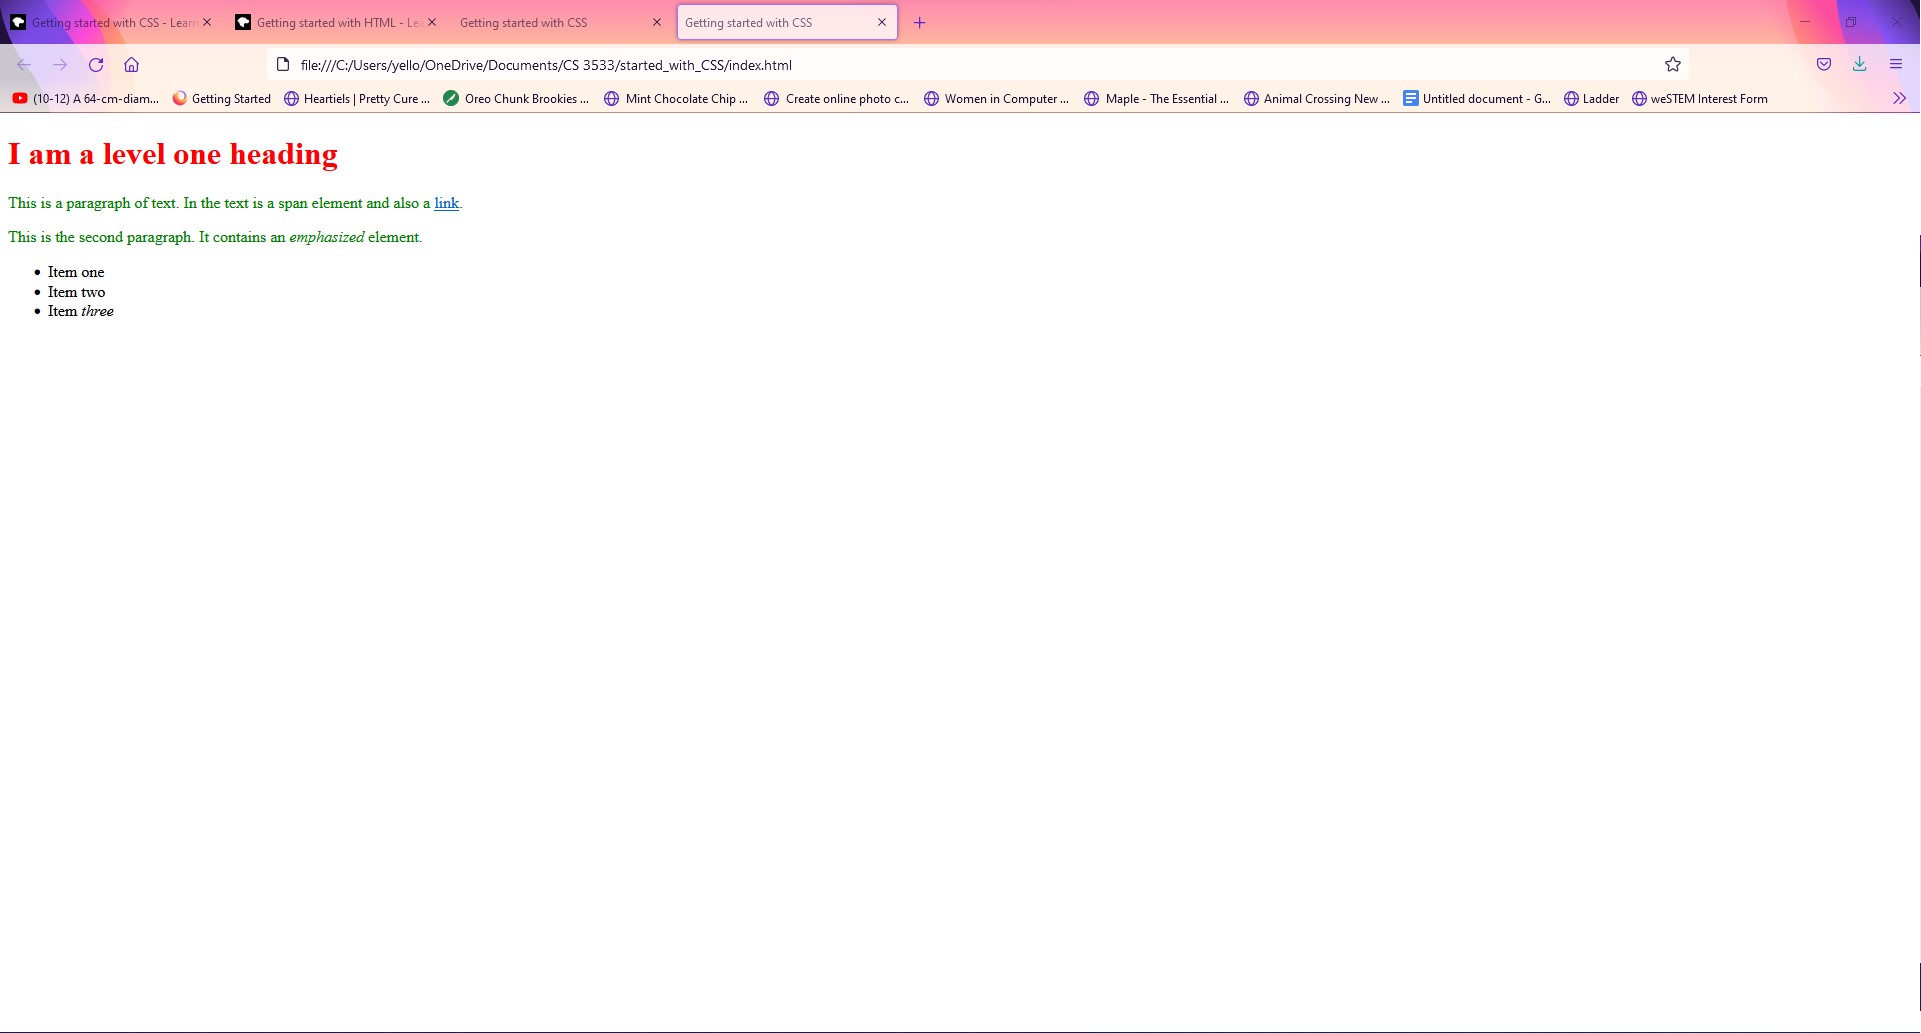 Getting started with CSS - Learn
Getting started with HTML - Lea
Getting started with CSS
Getting started with CSS
file:///C:/Users/yello/OneDrive/Documents/CS 3533/started_with_CSS/index.html
(10-12) A 64-cm-diam...
Getting Started
Heartiels | Pretty Cure ...
Oreo Chunk Brookies ...
Mint Chocolate Chip ...
Create online photo c...
Women in Computer ...
Maple - The Essential ...
Animal Crossing New ...
Untitled document - G...
Ladder
weSTEM Interest Form
I am a level one heading
This is a paragraph of text. In the text is a span element and also a link.
This is the second paragraph. It contains an emphasized element.
• Item one
• Item two
• Item three